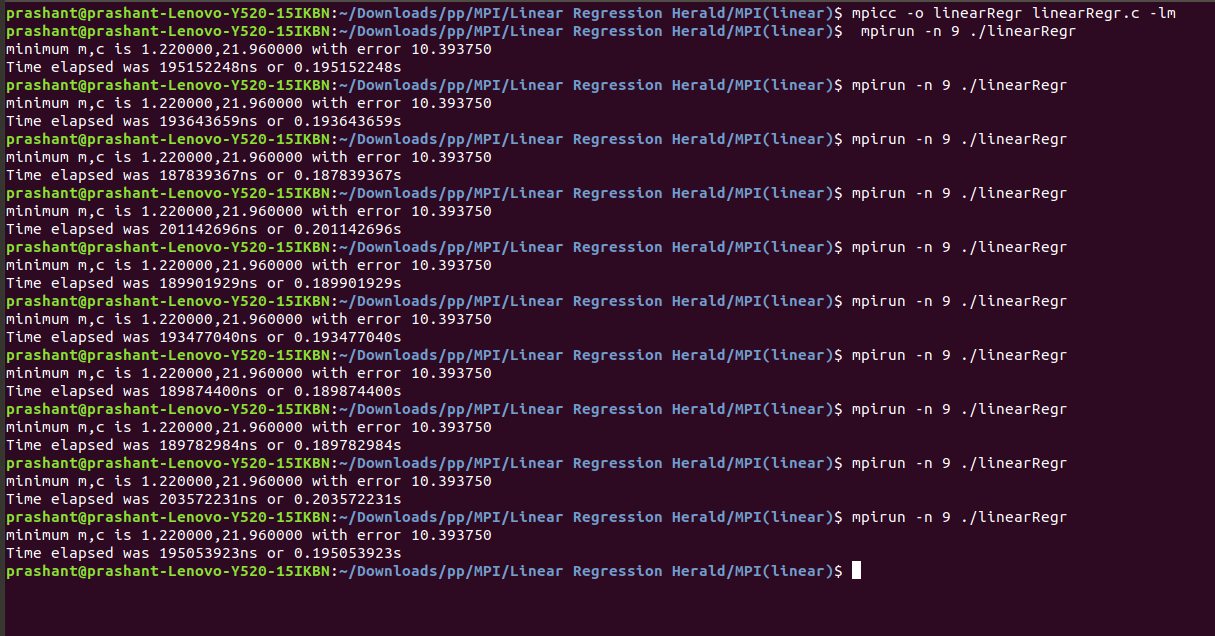 prashant@prashant-Lenovo-Y520-15IKBN:~/Downloads/pp/MPI/Linear Regression Herald/MPI(linear)$ mpicc -o linearRegr linearRegr.c -lm
prashant@prashant-Lenovo-Y520-15IKBN:~/Downloads/pp/MPI/Linear Regression Herald/MPI(linear)$  mpirun -n 9 ./linearRegr
minimum m,c is 1.220000,21.960000 with error 10.393750
Time elapsed was 195152248ns or 0.195152248s
prashant@prashant-Lenovo-Y520-15IKBN:~/Downloads/pp/MPI/Linear Regression Herald/MPI(linear)$ mpirun -n 9 ./linearRegr
minimum m,c is 1.220000,21.960000 with error 10.393750
Time elapsed was 193643659ns or 0.193643659s
prashant@prashant-Lenovo-Y520-15IKBN:~/Downloads/pp/MPI/Linear Regression Herald/MPI(linear)$ mpirun -n 9 ./linearRegr
minimum m,c is 1.220000,21.960000 with error 10.393750
Time elapsed was 187839367ns or 0.187839367s
prashant@prashant-Lenovo-Y520-15IKBN:~/Downloads/pp/MPI/Linear Regression Herald/MPI(linear)$ mpirun -n 9 ./linearRegr
minimum m,c is 1.220000,21.960000 with error 10.393750
Time elapsed was 201142696ns or 0.201142696s
prashant@prashant-Lenovo-Y520-15IKBN:~/Downloads/pp/MPI/Linear Regression Herald/MPI(linear)$ mpirun -n 9 ./linearRegr
minimum m,c is 1.220000,21.960000 with error 10.393750
Time elapsed was 189901929ns or 0.189901929s
prashant@prashant-Lenovo-Y520-15IKBN:~/Downloads/pp/MPI/Linear Regression Herald/MPI(linear)$ mpirun -n 9 ./linearRegr
minimum m,c is 1.220000,21.960000 with error 10.393750
Time elapsed was 193477040ns or 0.193477040s
prashant@prashant-Lenovo-Y520-15IKBN:~/Downloads/pp/MPI/Linear Regression Herald/MPI(linear)$ mpirun -n 9 ./linearRegr
minimum m,c is 1.220000,21.960000 with error 10.393750
Time elapsed was 189874400ns or 0.189874400s
prashant@prashant-Lenovo-Y520-15IKBN:~/Downloads/pp/MPI/Linear Regression Herald/MPI(linear)$ mpirun -n 9 ./linearRegr
minimum m,c is 1.220000,21.960000 with error 10.393750
Time elapsed was 189782984ns or 0.189782984s
prashant@prashant-Lenovo-Y520-15IKBN:~/Downloads/pp/MPI/Linear Regression Herald/MPI(linear)$ mpirun -n 9 ./linearRegr
minimum m,c is 1.220000,21.960000 with error 10.393750
Time elapsed was 203572231ns or 0.203572231s
prashant@prashant-Lenovo-Y520-15IKBN:~/Downloads/pp/MPI/Linear Regression Herald/MPI(linear)$ mpirun -n 9 ./linearRegr
minimum m,c is 1.220000,21.960000 with error 10.393750
Time elapsed was 195053923ns or 0.195053923s
prashant@prashant-Lenovo-Y520-15IKBN:~/Downloads/pp/MPI/Linear Regression Herald/MPI(linear)$